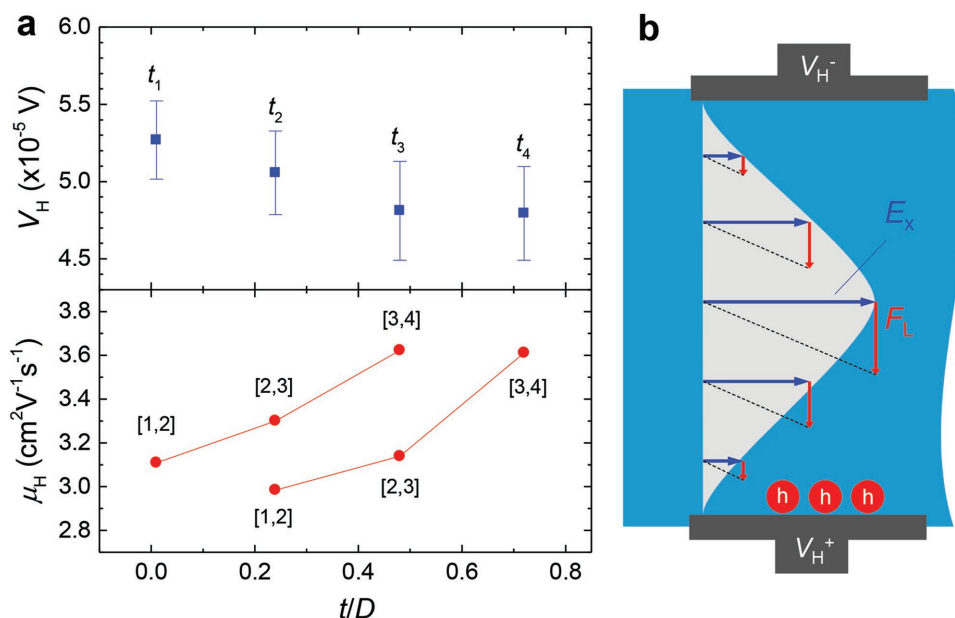 a
6.0
5.5
5.0
4.5
V_H (x10^-5 V)
t_1
t_2
t_3
t_4
3.8
3.6
3.4
3.2
3.0
2.8
μ_H (cm^2V^-1s^-1)
[1,2]
[2,3]
[3,4]
[1,2]
[2,3]
[3,4]
0.0 0.2 0.4 0.6 0.8
t/D
b
V_H^-
E_x
F_L
h h h
V_H^+